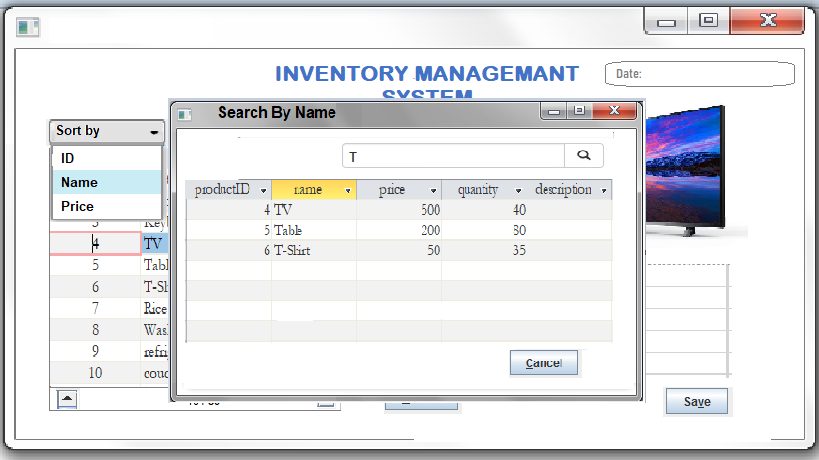 INVENTORY MANAGEMANT
SYSTEM
Date:
Sort by
ID
Name
Price
Search By Name
T
productID name price quantity description
4 TV 500 40
5 Table 200 80
6 T-Shirt 50 35
4 TV
5
6
7 Rice
8
9
10
Cancel
Save